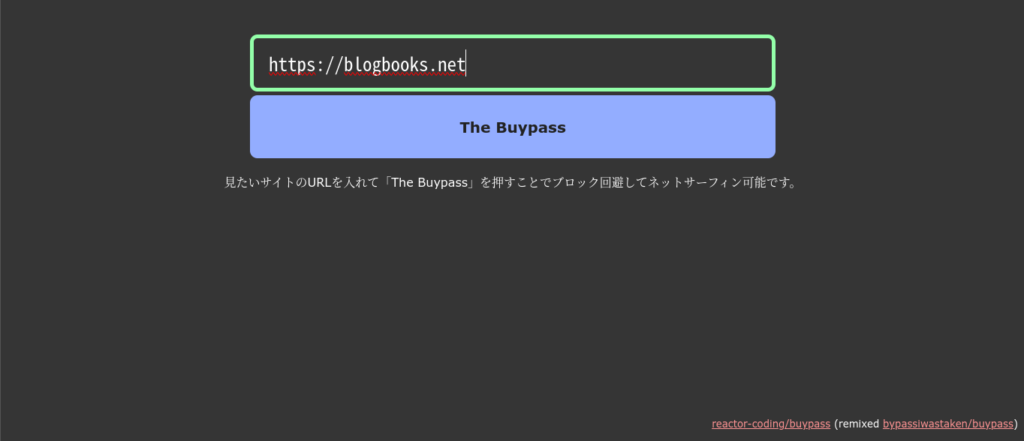 https://blogbooks.net
The Buypass
見たいサイトのURLを入れて「The Buypass」を押すことでブロック回避してネットサーフィン可能です。
reactor-coding/buypass (remixed bypassiwastaken/buypass)